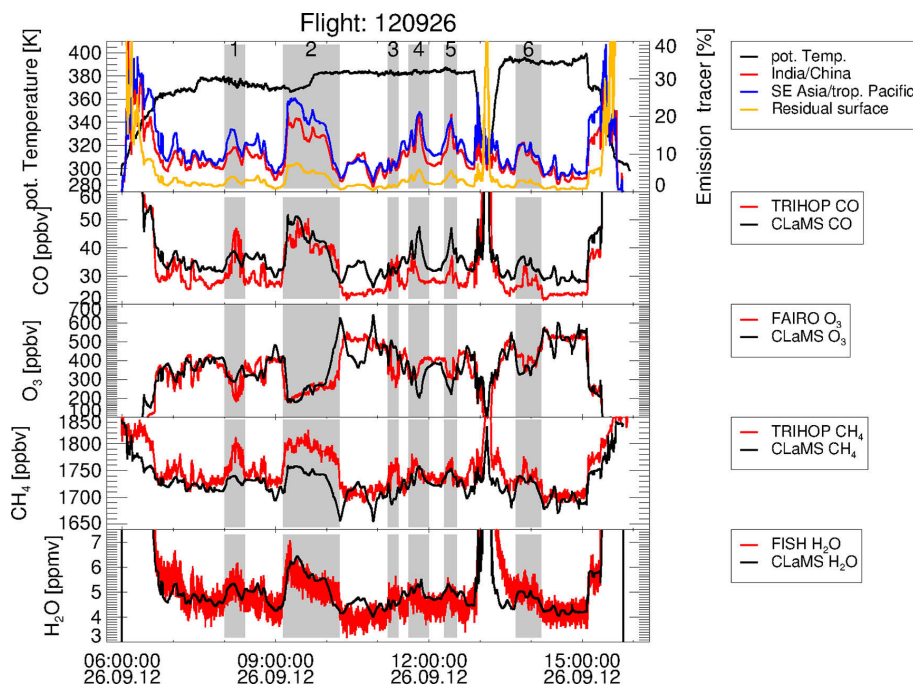 Flight: 120926
pot. Temperature [K]
400
380
360
340
320
300
280
1 2 3 4 5 6
40
30
20
10
0
Emission tracer [%]
pot. Temp.
India/China
SE Asia/trop. Pacific
Residual surface
CO [ppbv]
60
50
40
30
20
TRIHOP CO
CLaMS CO
O₃ [ppbv]
700
600
500
400
300
200
100
FAIRO O₃
CLaMS O₃
CH₄ [ppbv]
1850
1800
1750
1700
1650
TRIHOP CH₄
CLaMS CH₄
H₂O [ppmv]
7
6
5
4
3
FISH H₂O
CLaMS H₂O
06:00:00 09:00:00 12:00:00 15:00:00
26.09.12 26.09.12 26.09.12 26.09.12